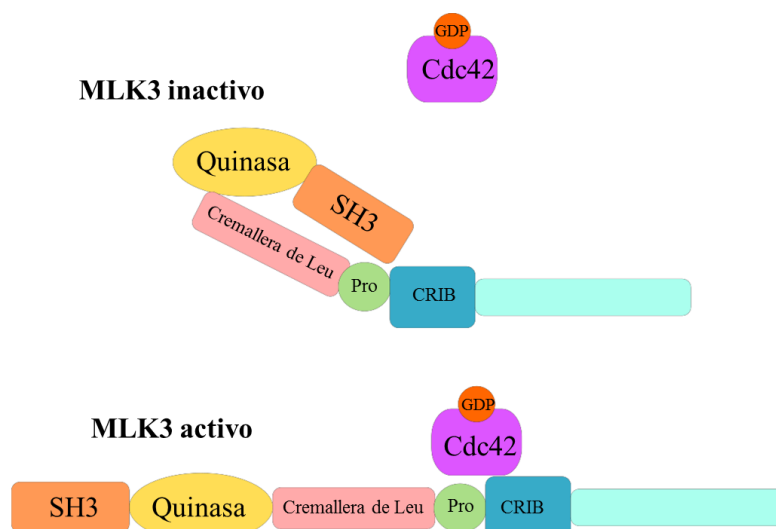 GDP
Cdc42
MLK3 inactivo
Quinasa
SH3
Cremallera de Leu
Pro
CRIB
MLK3 activo
GDP
Cdc42
SH3
Quinasa
Cremallera de Leu
Pro
CRIB